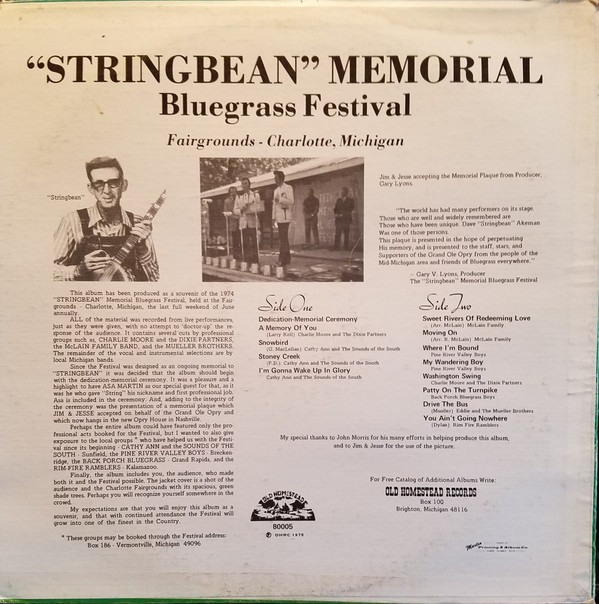 “STRINGBEAN” MEMORIAL
Bluegrass Festival
Fairgrounds - Charlotte, Michigan
"Stringbean"
Jim & Jesse accepting the Memorial Plaque from Producer,
Gary Lyons.
"The world has had many performers on its stage.
Those who are well and widely remembered are
Those who have been unique. Dave "Stringbean" Akeman
Was one of those persons.
This plaque is presented in the hope of perpetuating
His memory, and is presented to the staff, stars, and
Supporters of the Grand Ole Opry from the people of the
Mid-Michigan area and friends of Bluegrass everywhere."
- Gary V. Lyons, Producer
The "Stringbean" Memorial Bluegrass Festival
This album has been produced as a souvenir of the 1974
"STRINGBEAN" Memorial Bluegrass Festival, held at the Fair-
grounds - Charlotte, Michigan, the last full weekend of June
annually.
ALL of the material was recorded from live performances,
just as they were given, with no attempt to 'doctor-up' the re-
sponse of the audience. It contains several cuts by professional
groups such as, CHARLIE MOORE and the DIXIE PARTNERS,
the McLAIN FAMILY BAND, and the MUELLER BROTHERS.
The remainder of the vocal and instrumental selections are by
local Michigan bands.
Since the Festival was designed as an ongoing memorial to
"STRINGBEAN" it was decided that the album should begin
with the dedication-memorial ceremony. It was a pleasure and a
highlight to have ASA MARTIN as our special guest for that, as it
was he who gave "String" his nickname and first professional job.
Asa is included in the ceremony. And, adding to the integrity of
the ceremony was the presentation of a memorial plaque which
JIM & JESSE accepted on behalf of the Grand Ole Opry and
which now hangs in the new Opry House in Nashville.
Perhaps the entire album could have featured only the pro-
fessional acts booked for the Festival, but I wanted to also give
exposure to the local groups * who have helped us with the Festi-
val since its beginning - CATHY ANN and the SOUNDS OF THE
SOUTH - Sunfield, the PINE RIVER VALLEY BOYS - Brecken-
ridge, the BACK PORCH BLUEGRASS - Grand Rapids, and the
RIM-FIRE RAMBLERS - Kalamazoo.
Finally, the album includes you, the audience, who made
both it and the Festival possible. The jacket cover is a shot of the
audience and the Charlotte Fairgrounds with its spacious, green
shade trees. Perhaps you will recognize yourself somewhere in the
crowd.
My expectations are that you will enjoy this album as a
souvenir, and that with continued attendance the Festival will
grow into one of the finest in the Country.
* These groups may be booked through the Festival address:
Box 186 - Vermontville, Michigan 49096
Side One
Dedication-Memorial Ceremony
A Memory Of You
(Larry Roll) Charlie Moore and The Dixie Partners
Snowbird
(G. MacLellan) Cathy Ann and The Sounds of the South
Stoney Creek
(P.D.) Cathy Ann and The Sounds of the South
I'm Gonna Wake Up In Glory
Cathy Ann and The Sounds of the South
Side Two
Sweet Rivers Of Redeeming Love
(Arr. McLain) McLain Family
Moving On
(Arr. R. McLain) McLain Family
Where I'm Bound
Pine River Valley Boys
My Wandering Boy
Pine River Valley Boys
Washington Swing
Charlie Moore and The Dixie Partners
Patty On The Turnpike
Back Porch Bluegrass Boys
Drive The Bus
(Mueller) Eddie and the Mueller Brothers
You Ain't Going Nowhere
(Dylan) Rim Fire Ramblers
My special thanks to John Morris for his many efforts in helping produce this album,
and to Jim & Jesse for the use of the picture.
OLD HOMESTEAD
80005
℗ OHRC 1975
For Free Catalog of Additional Albums Write:
OLD HOMESTEAD RECORDS
Box 100
Brighton, Michigan 48116
Printing & Album Co.